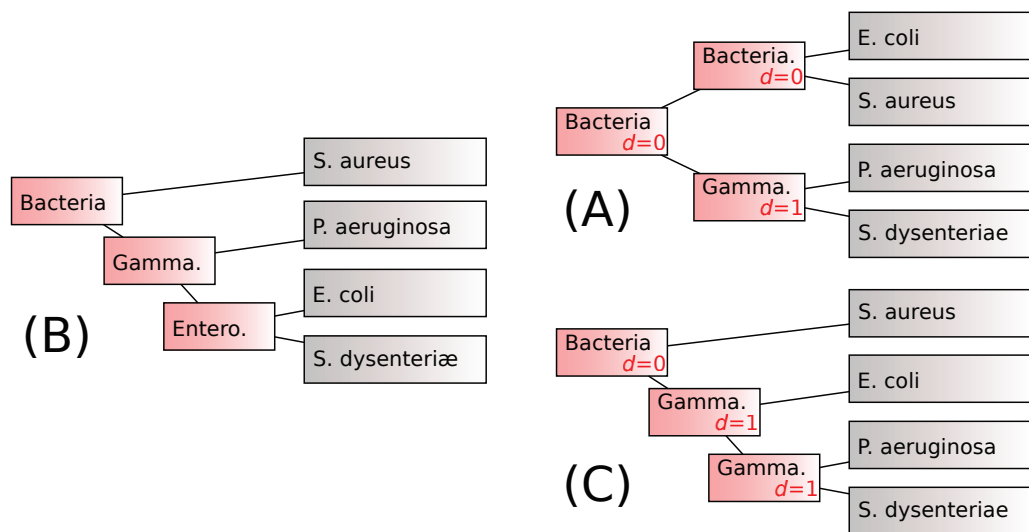 Bacteria
Gamma.
Entero.
S. aureus
P. aeruginosa
E. coli
S. dysenteriæ
(B)
Bacteria
d=0
Bacteria.
d=0
Gamma.
d=1
E. coli
S. aureus
P. aeruginosa
S. dysenteriae
(A)
Bacteria
d=0
Gamma.
d=1
Gamma.
d=1
S. aureus
E. coli
P. aeruginosa
S. dysenteriae
(C)